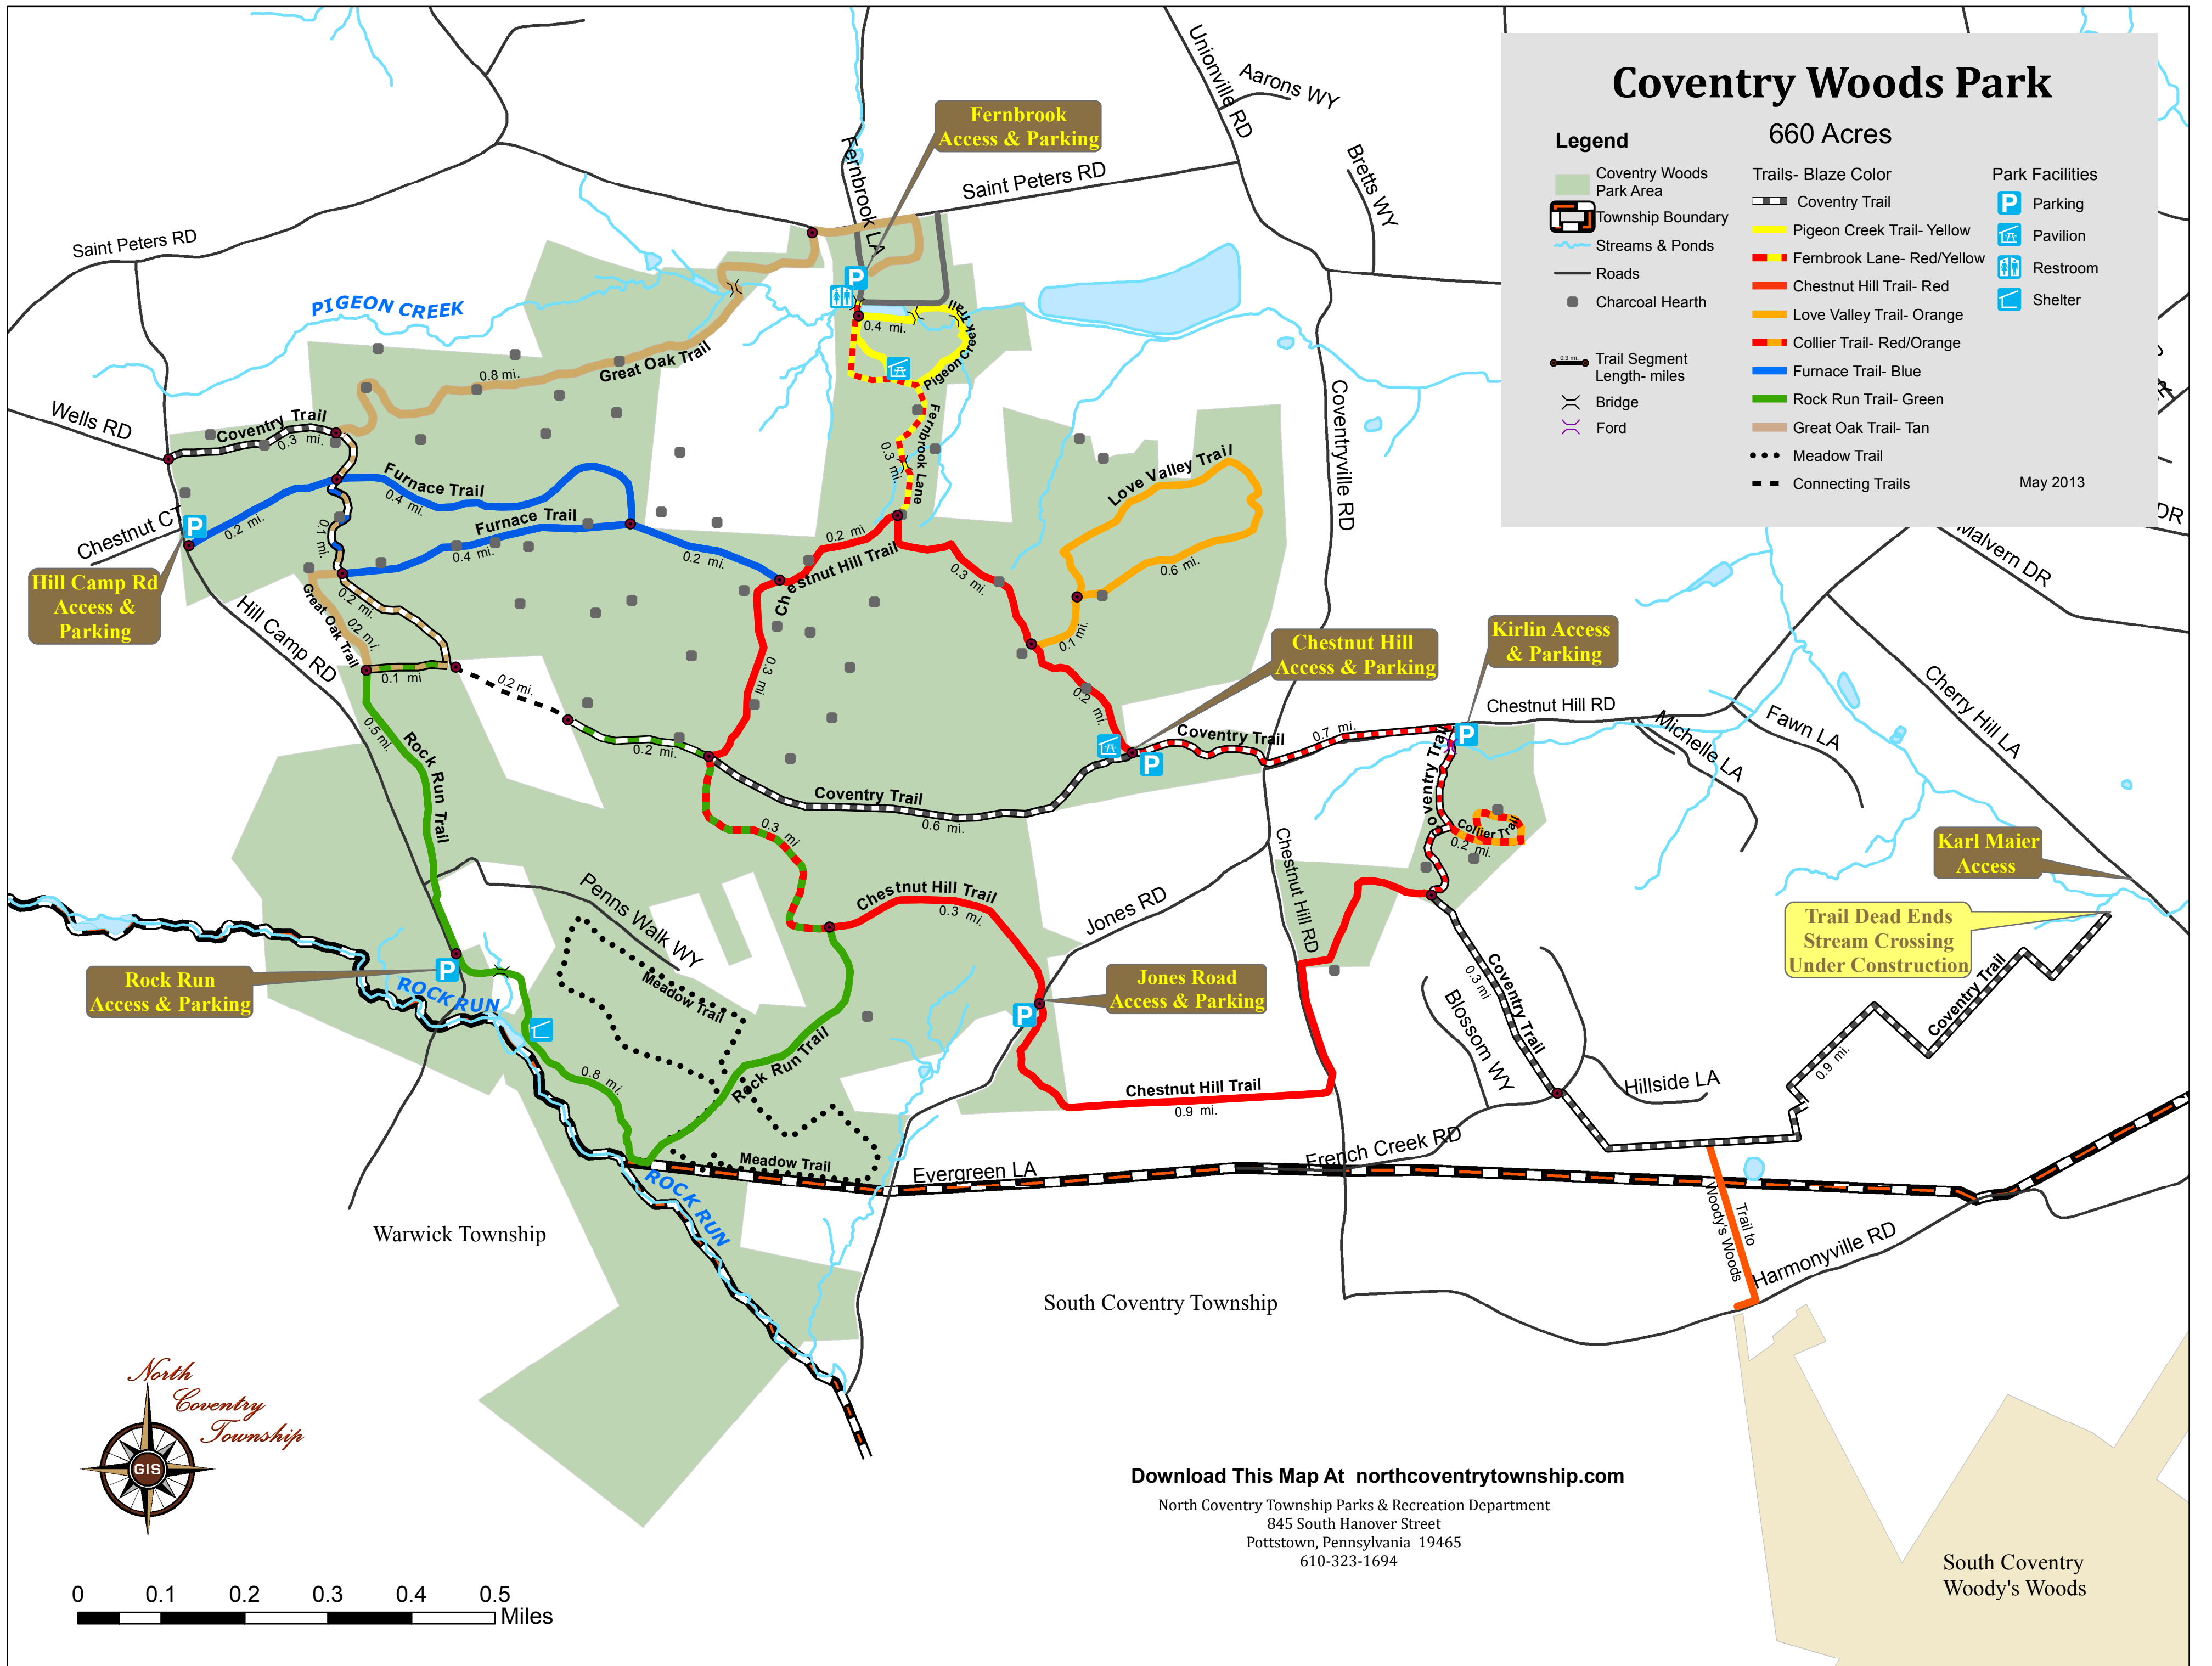 Coventry Woods Park
660 Acres
Legend
Coventry Woods
Park Area
Township Boundary
Streams & Ponds
Roads
Charcoal Hearth
0.3 mi.
Trail Segment
Length- miles
Bridge
Ford
Trails- Blaze Color
Coventry Trail
Pigeon Creek Trail- Yellow
Fernbrook Lane- Red/Yellow
Chestnut Hill Trail- Red
Love Valley Trail- Orange
Collier Trail- Red/Orange
Furnace Trail- Blue
Rock Run Trail- Green
Great Oak Trail- Tan
Meadow Trail
Connecting Trails
Park Facilities
P
Parking
Pavilion
Restroom
Shelter
May 2013
Unionville RD
Aarons WY
Bretts WY
Fernbrook
Access & Parking
Fernbrook LA
Saint Peters RD
Saint Peters RD
PIGEON CREEK
P
0.4 mi.
Pigeon Creek Trail
Great Oak Trail
0.8 mi.
Wells RD
Coventry Trail
0.3 mi.
Fernbrook Lane
0.3 mi.
Coventryville RD
Love Valley Trail
0.6 mi.
0.1 mi.
Furnace Trail
0.4 mi.
Furnace Trail
0.4 mi.
0.2 mi.
0.2 mi.
P
Chestnut CT
0.1 mi.
0.2 mi
Chestnut Hill Trail
0.3 mi.
DR
Malvern DR
Hill Camp Rd
Access &
Parking
Hill Camp RD
Great Oak Trail
02 mi.
0.2 mi.
0.1 mi
0.2 mi.
0.3 mi
0.2 mi.
Chestnut Hill
Access & Parking
Kirlin Access
& Parking
Chestnut Hill RD
Cherry Hill LA
Fawn LA
Michelle LA
P
P
Coventry Trail
0.7 mi.
0.5 mi.
Rock Run Trail
0.2 mi.
Coventry Trail
0.6 mi.
Coventry Trail
Collier Trail
0.2 mi.
0.3 mi
Chestnut Hill Trail
0.3 mi.
Jones RD
Chestnut Hill RD
Karl Maier
Access
Trail Dead Ends
Stream Crossing
Under Construction
Penns Walk WY
Meadow Trail
Rock Run
Access & Parking
P
ROCK RUN
Jones Road
Access & Parking
P
0.3 mi
Coventry Trail
Blossom WY
Coventry Trail
0.9 mi.
Rock Run Trail
0.8 mi.
Chestnut Hill Trail
0.9 mi.
Hillside LA
Meadow Trail
Evergreen LA
French Creek RD
ROCK RUN
Trail to
Woody's Woods
Harmonyville RD
Warwick Township
South Coventry Township
North
Coventry
Township
GIS
Download This Map At northcoventrytownship.com
North Coventry Township Parks & Recreation Department
845 South Hanover Street
Pottstown, Pennsylvania 19465
610-323-1694
South Coventry
Woody's Woods
0 0.1 0.2 0.3 0.4 0.5
Miles